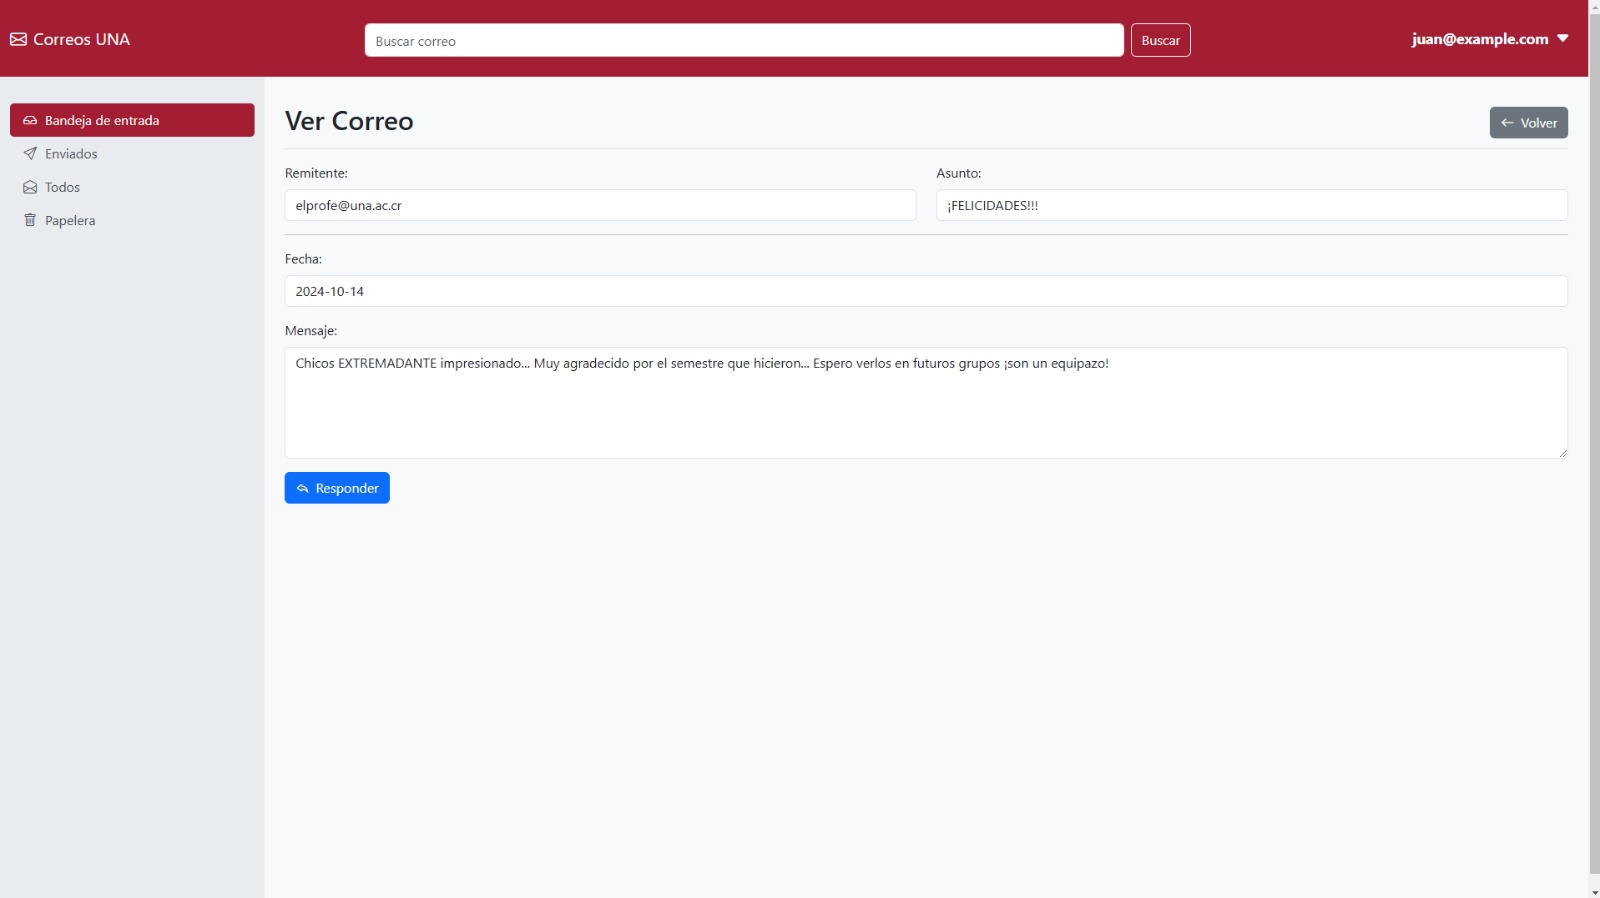 Correos UNA
Buscar correo
Buscar
juan@example.com
Bandeja de entrada
Enviados
Todos
Papelera
Ver Correo
Volver
Remitente:
elprofe@una.ac.cr
Asunto:
¡FELICIDADES!!!
Fecha:
2024-10-14
Mensaje:
Chicos EXTREMADANTE impresionado... Muy agradecido por el semestre que hicieron... Espero verlos en futuros grupos ¡son un equipazo!
Responder